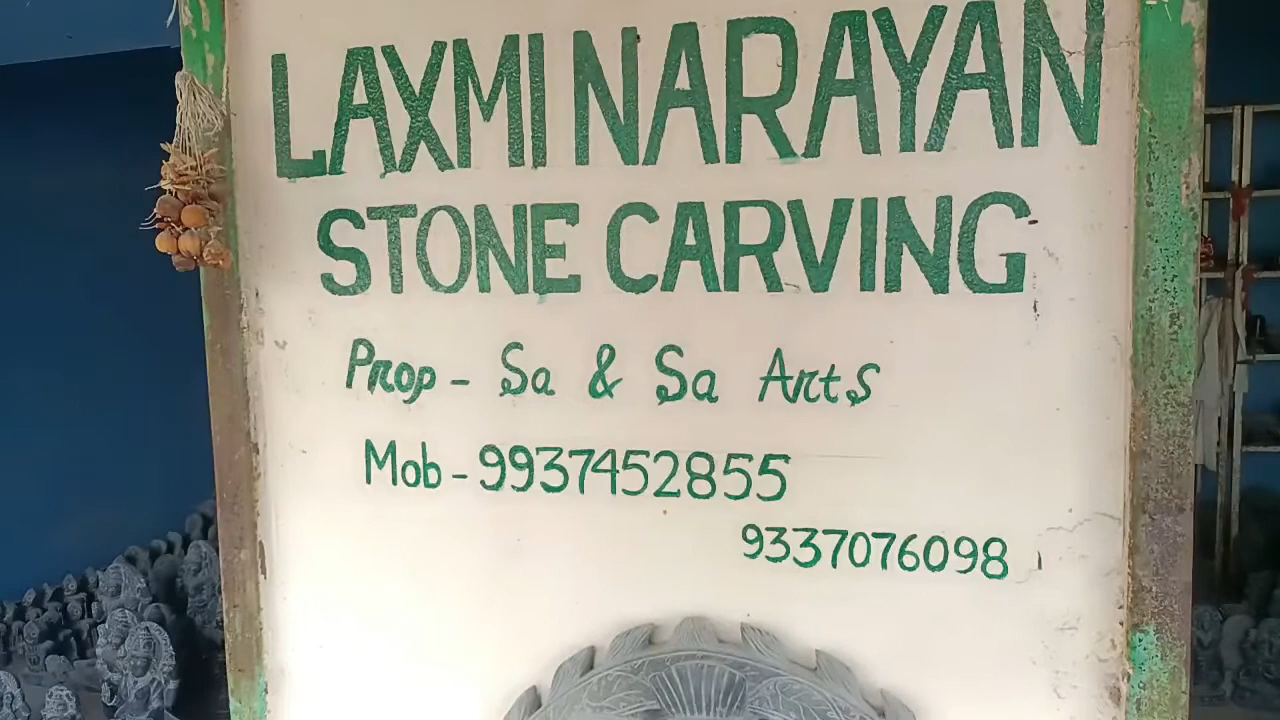 LAXMI NARAYAN
STONE CARVING
Prop - Sa & Sa Arts
Mob - 9937452855
9337076098